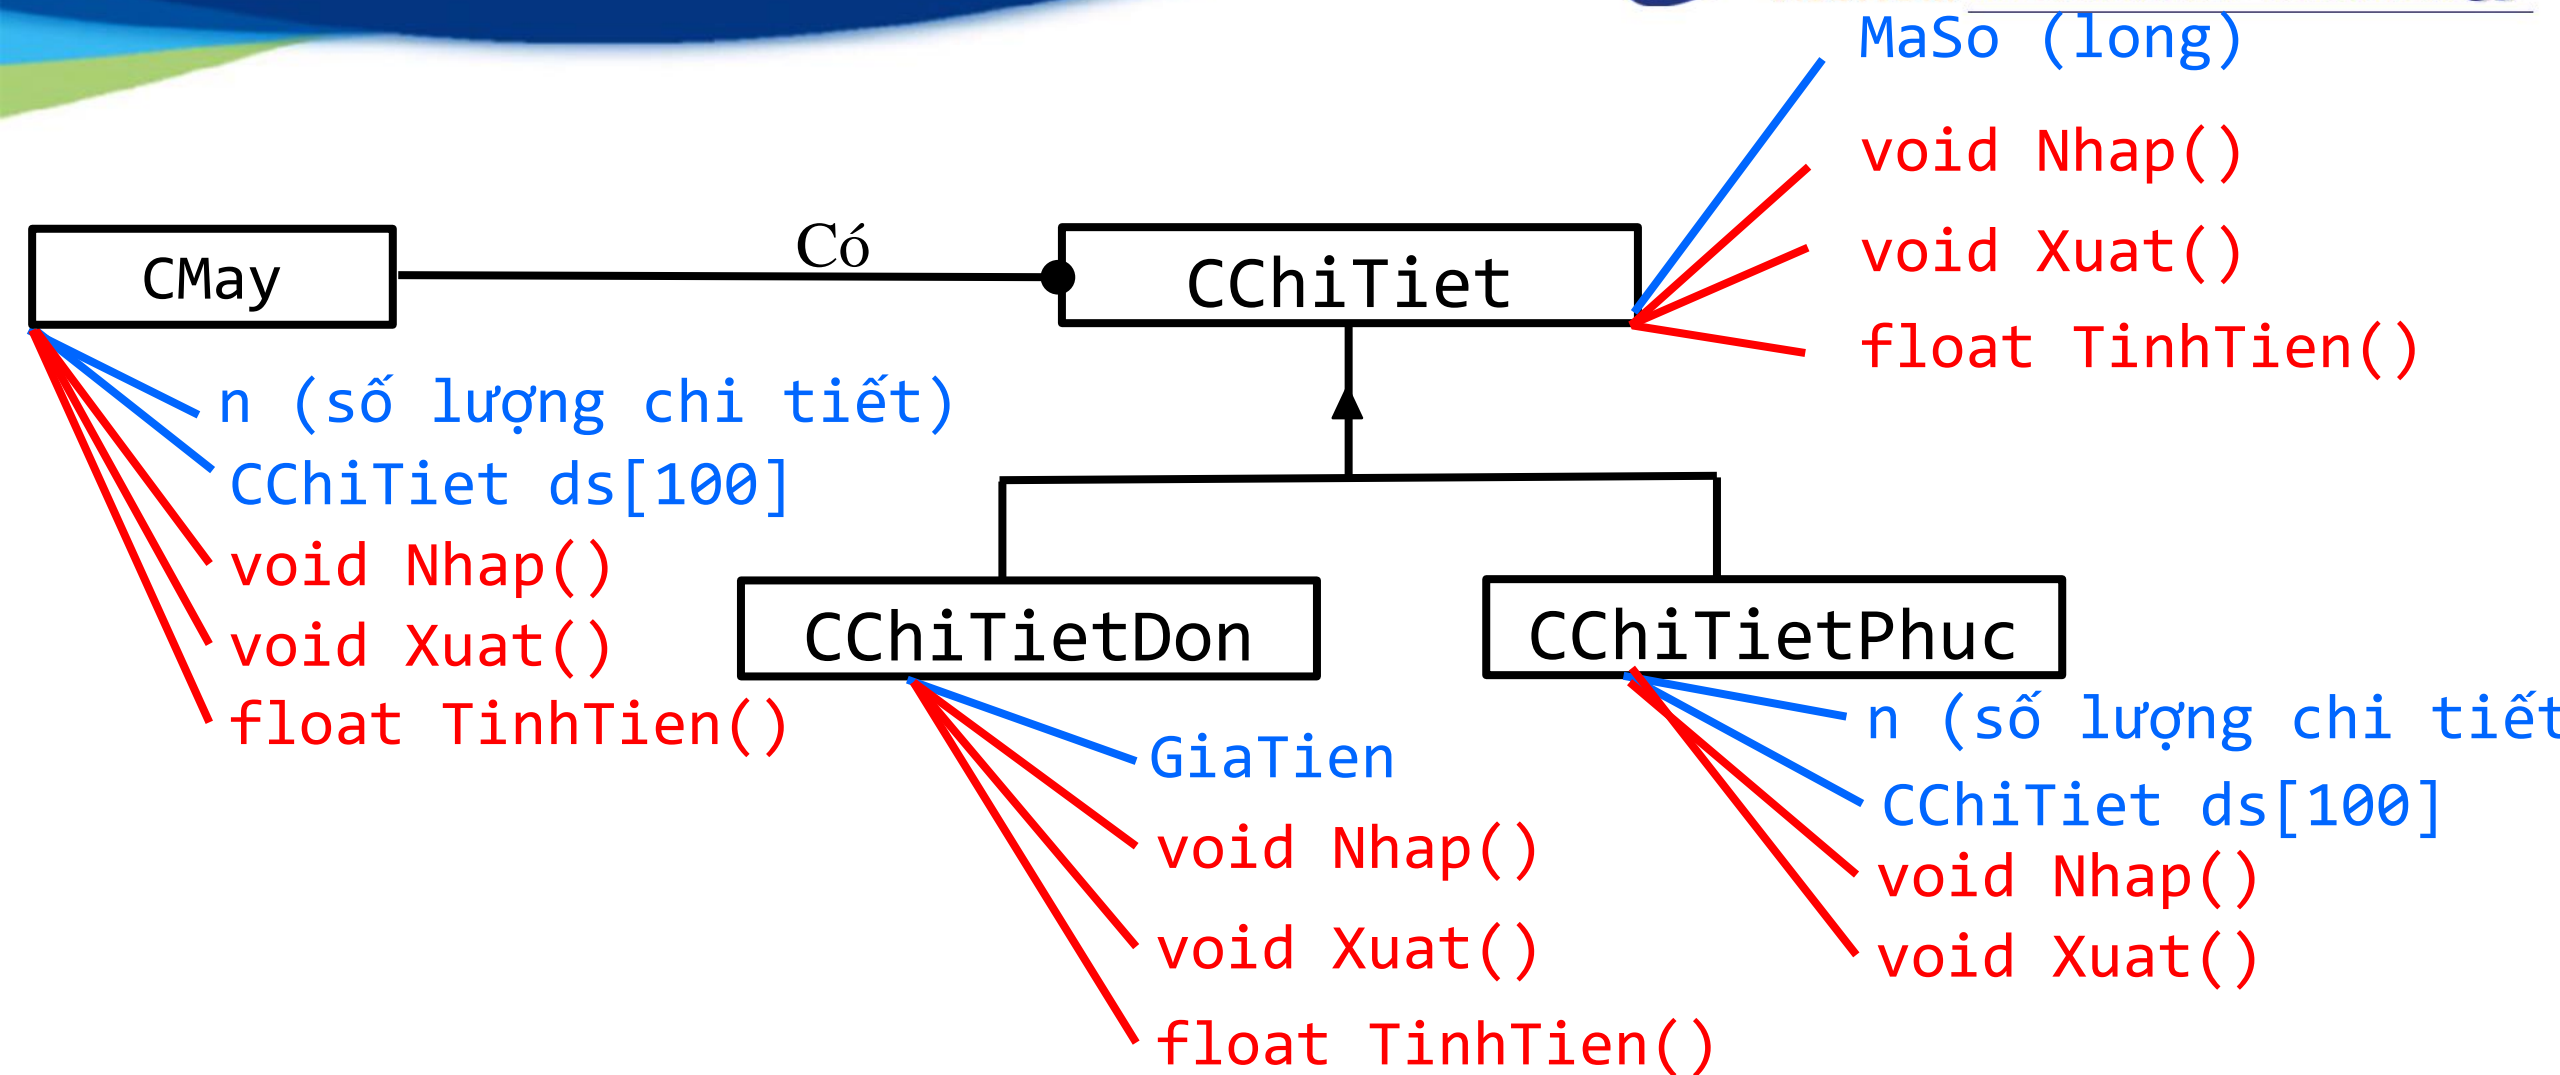 MaSo (long)
void Nhap()
void Xuat()
float TinhTien()
CMay
Có
CChiTiet
n (số lượng chi tiết)
CChiTiet ds[100]
void Nhap()
void Xuat()
float TinhTien()
CChiTietDon
GiaTien
void Nhap()
void Xuat()
float TinhTien()
CChiTietPhuc
n (số lượng chi tiết
CChiTiet ds[100]
void Nhap()
void Xuat()